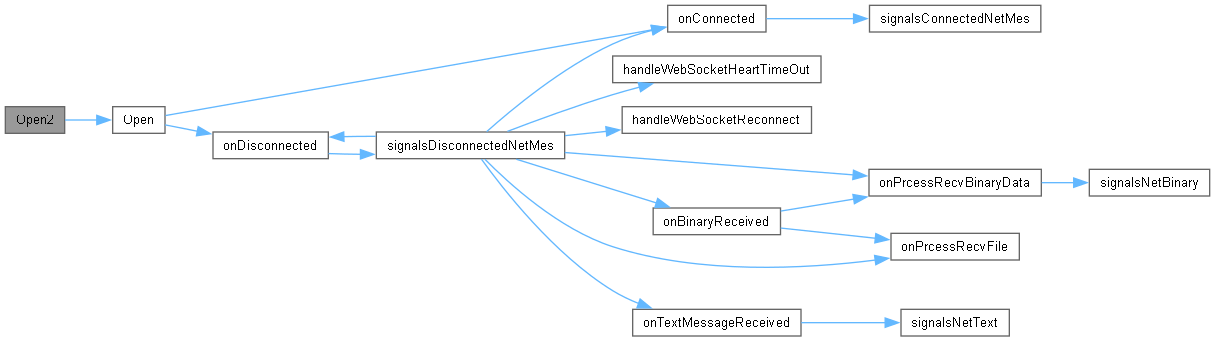 onConnected
signalsConnectedNetMes
handleWebSocketHeartTimeOut
Open2
Open
handleWebSocketReconnect
onDisconnected
signalsDisconnectedNetMes
onPrcessRecvBinaryData
signalsNetBinary
onBinaryReceived
onPrcessRecvFile
onTextMessageReceived
signalsNetText